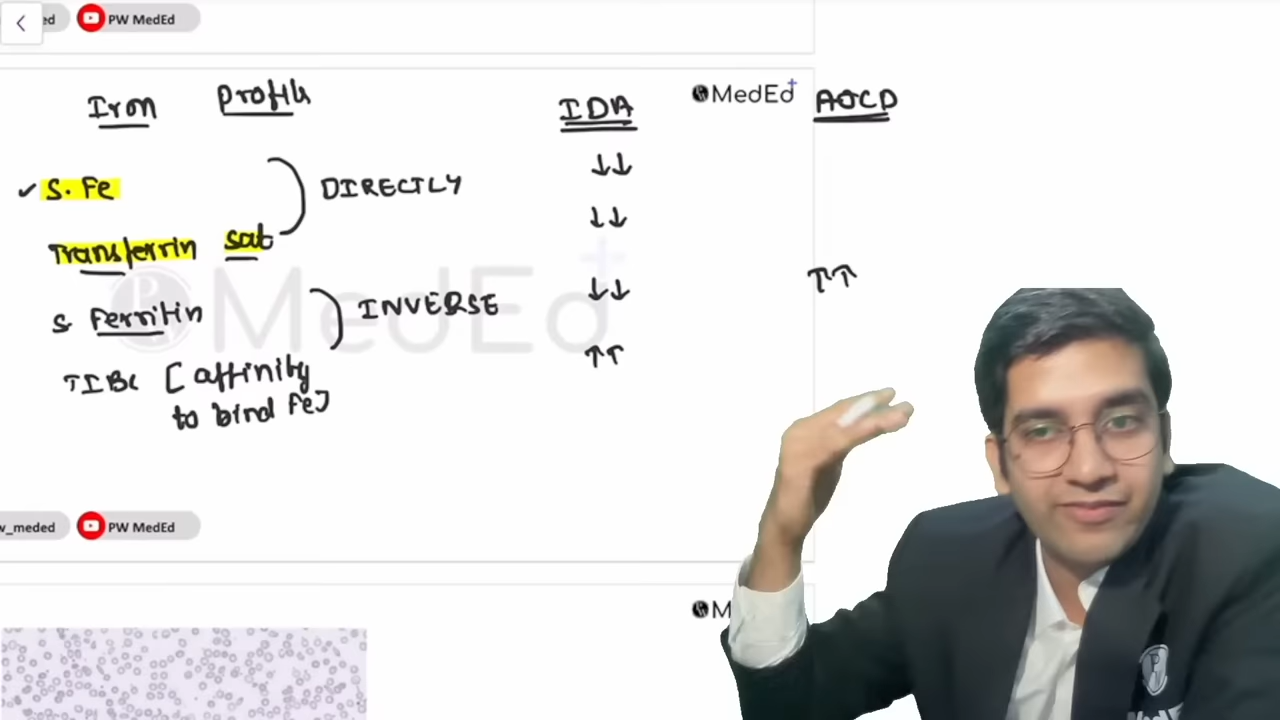 ed PW MedEd
Iron Profile IDA MedEd AOCD
✓ S. Fe DIRECTLY ↓↓
Transferrin sat ↓↓
S Ferritin INVERSE ↓↓ ↑↑
MedEd
TIBC [affinity ↑↑
to bind Fe]
w_meded PW MedEd
M